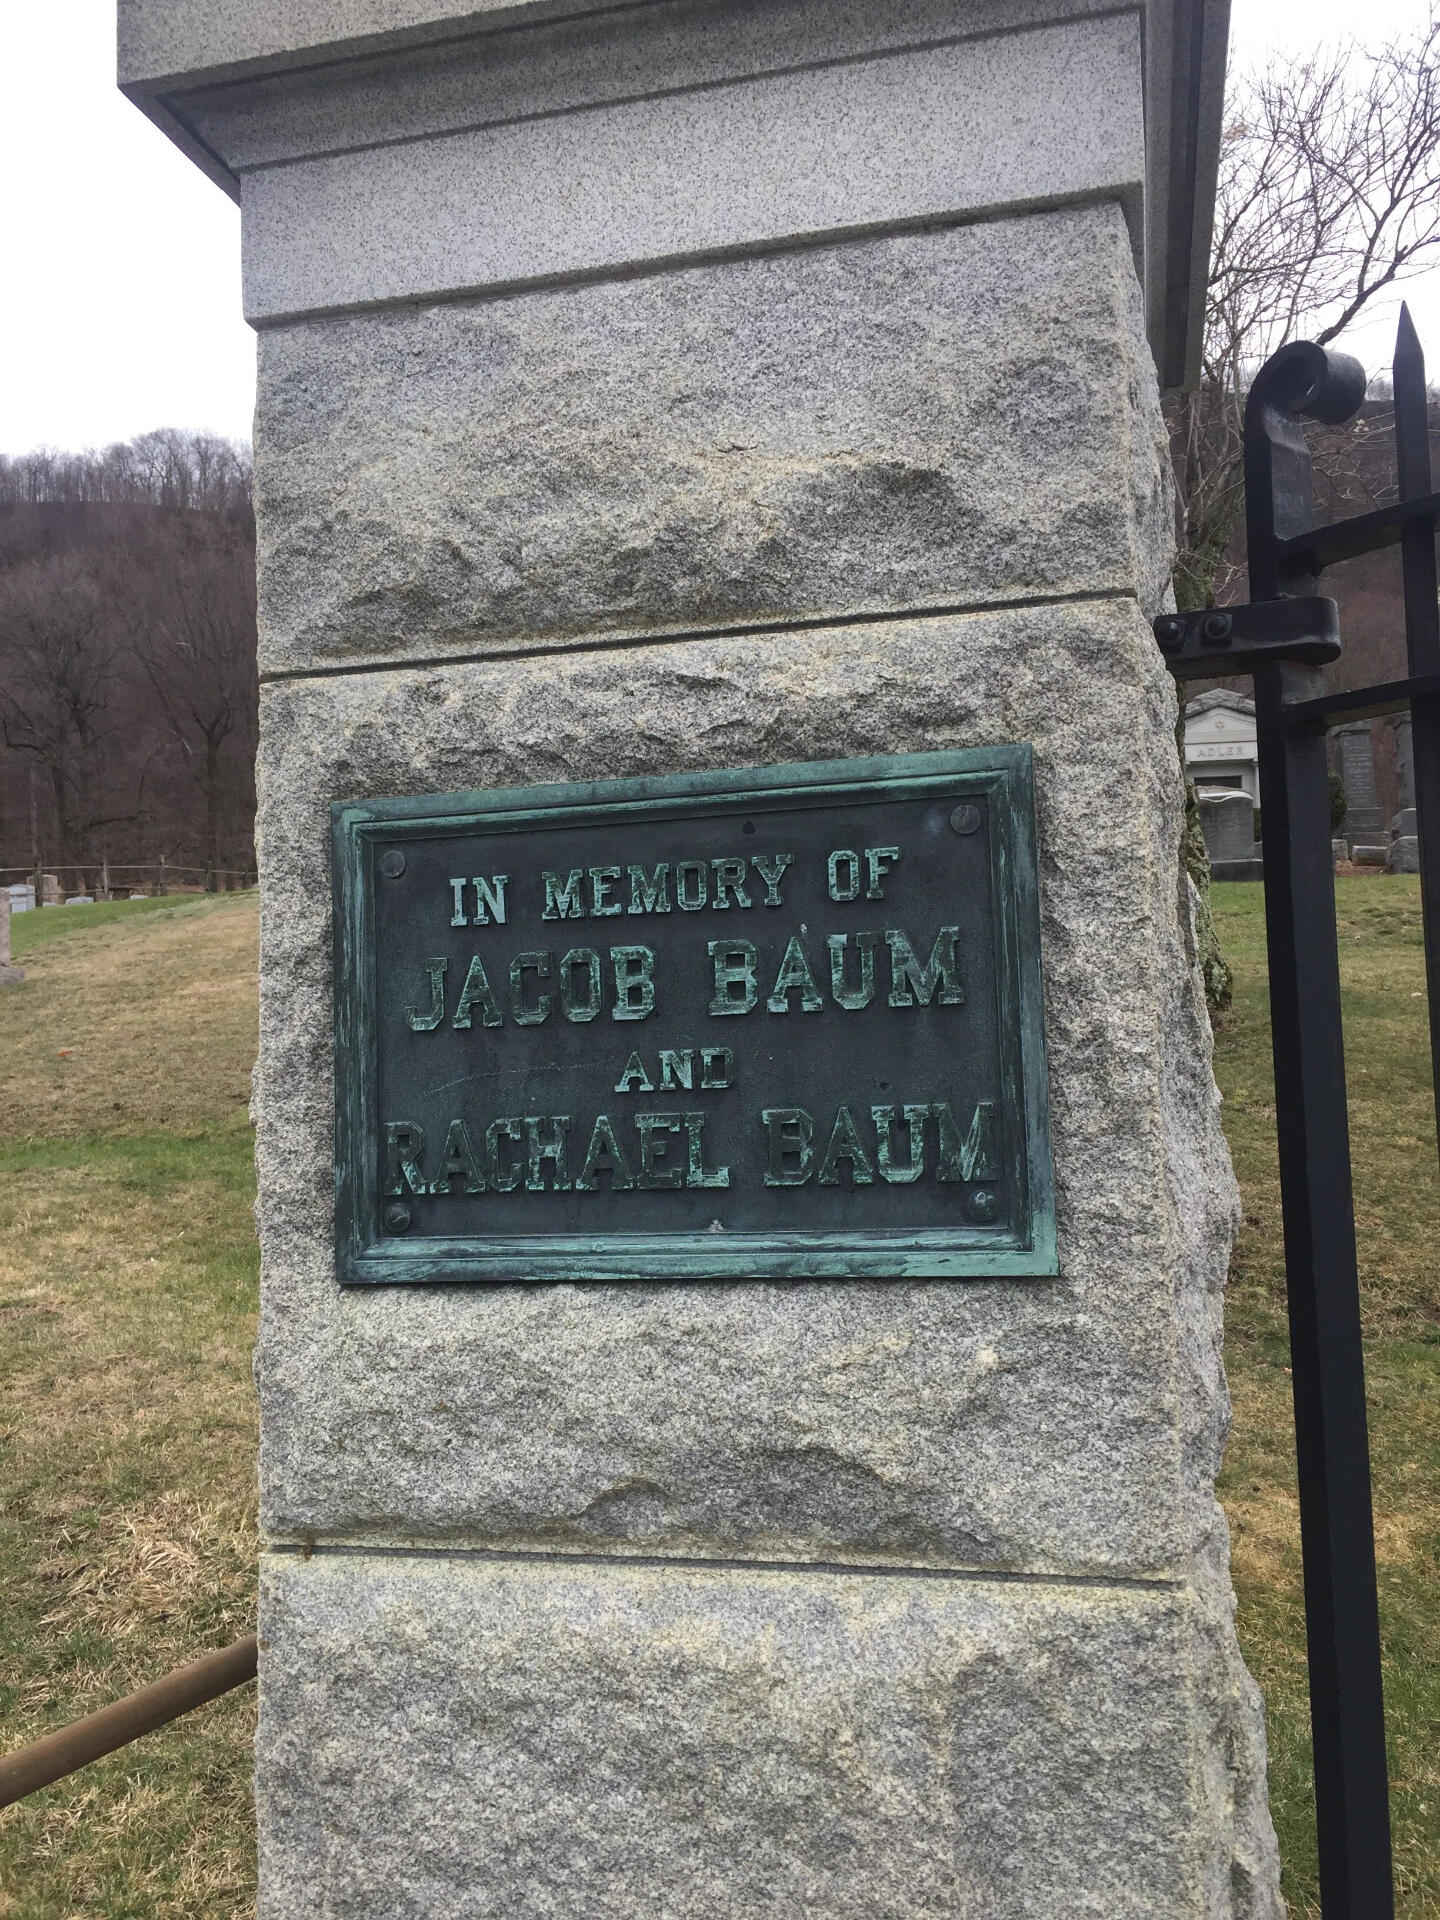 IN MEMORY OF
JACOB BAUM
AND
RACHAEL BAUM
ADLER